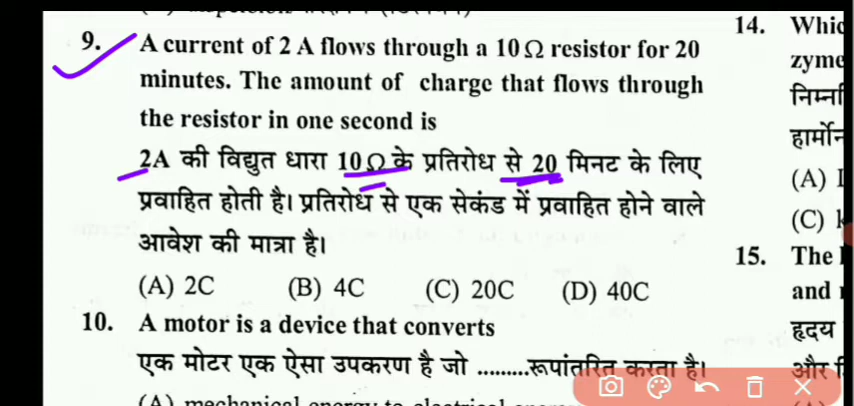 9. A current of 2 A flows through a 10 Ω resistor for 20
minutes. The amount of charge that flows through
the resistor in one second is
2A की विद्युत धारा 10 Ω के प्रतिरोध से 20 मिनट के लिए
प्रवाहित होती है। प्रतिरोध से एक सेकंड में प्रवाहित होने वाले
आवेश की मात्रा है।
(A) 2C (B) 4C (C) 20C (D) 40C
10. A motor is a device that converts
एक मोटर एक ऐसा उपकरण है जो .........रूपांतरित करता है।
(A) mechanical energy to
14. Whic
zyme
निम्नि
हार्मोन
(A)
(C)
15. The
and
हृदय
और